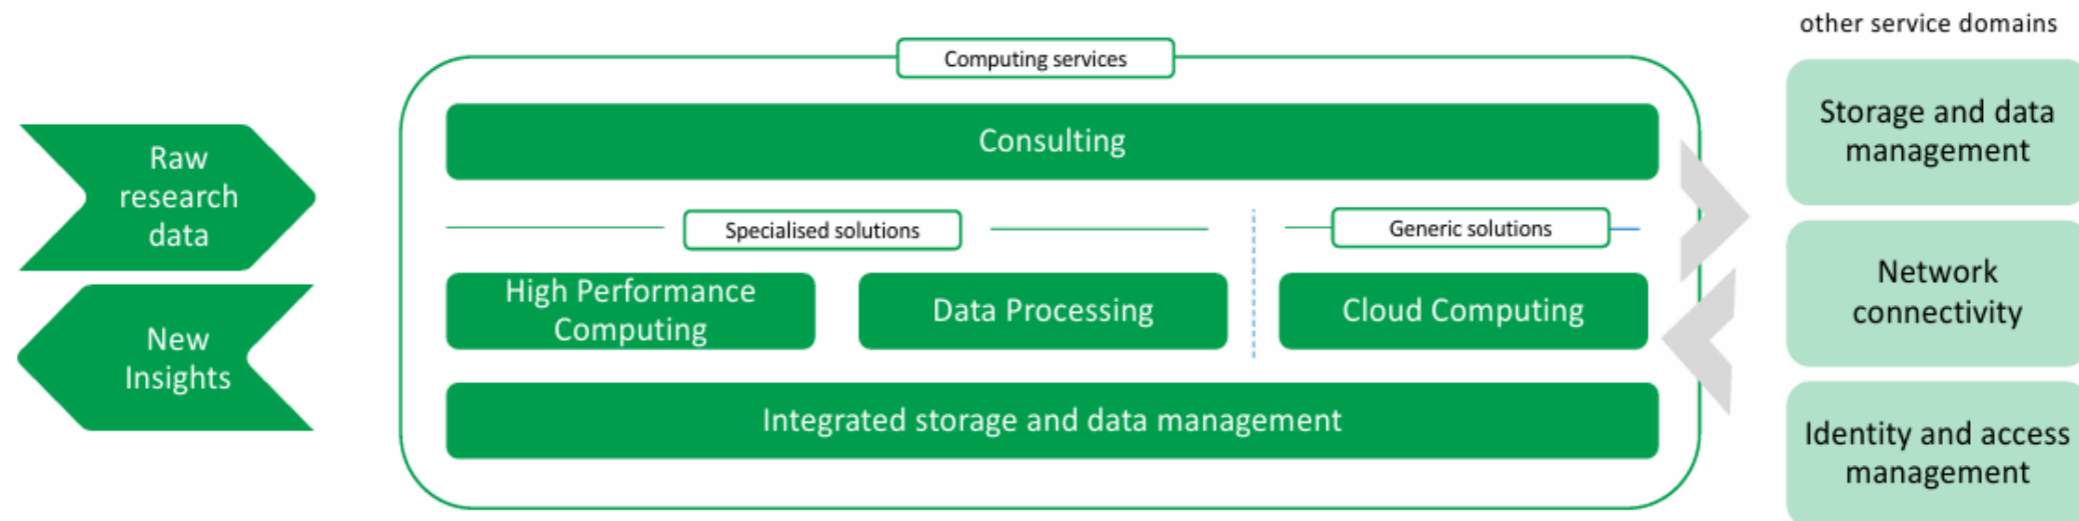 other service domains
Computing services
Consulting
Raw
research
data
Specialised solutions
Generic solutions
High Performance
Computing
Data Processing
Cloud Computing
New
Insights
Integrated storage and data management
Storage and data
management
Network
connectivity
Identity and access
management